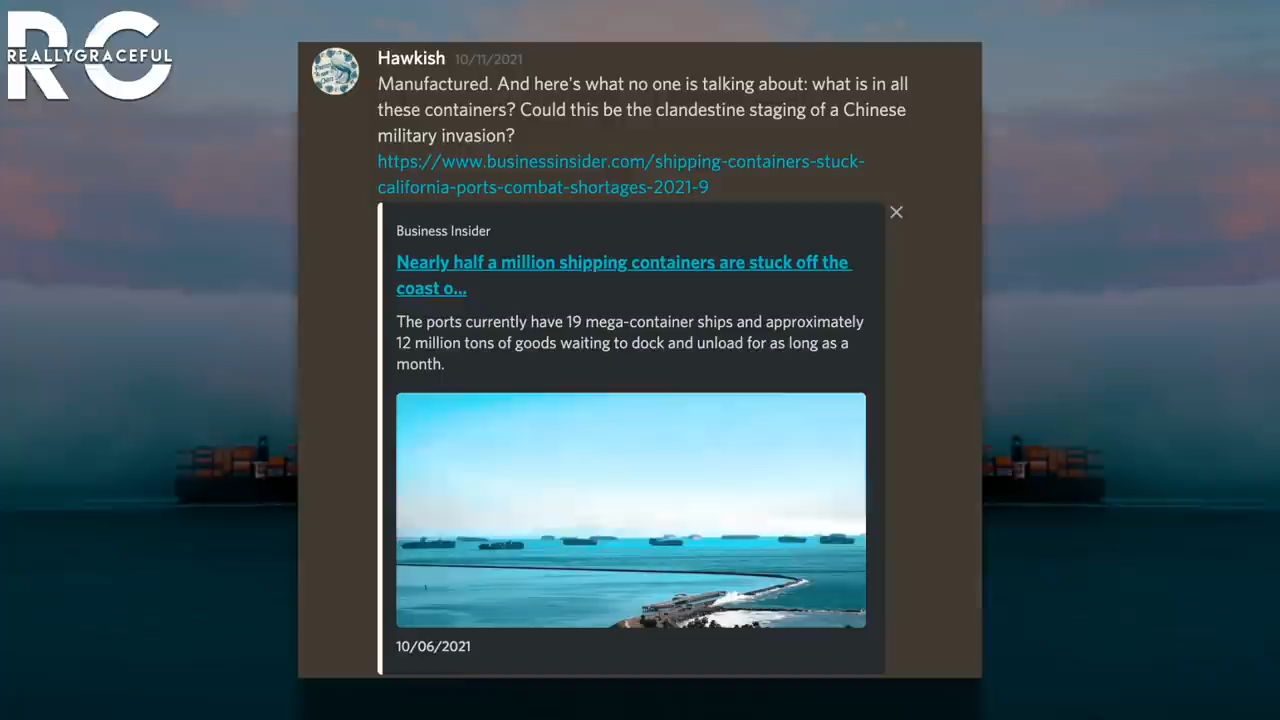 RG
REALLYGRACEFUL
Hawkish 10/11/2021
Manufactured. And here's what no one is talking about: what is in all
these containers? Could this be the clandestine staging of a Chinese
military invasion?
https://www.businessinsider.com/shipping-containers-stuck-
california-ports-combat-shortages-2021-9
Business Insider
Nearly half a million shipping containers are stuck off the
coast o...
The ports currently have 19 mega-container ships and approximately
12 million tons of goods waiting to dock and unload for as long as a
month.
10/06/2021